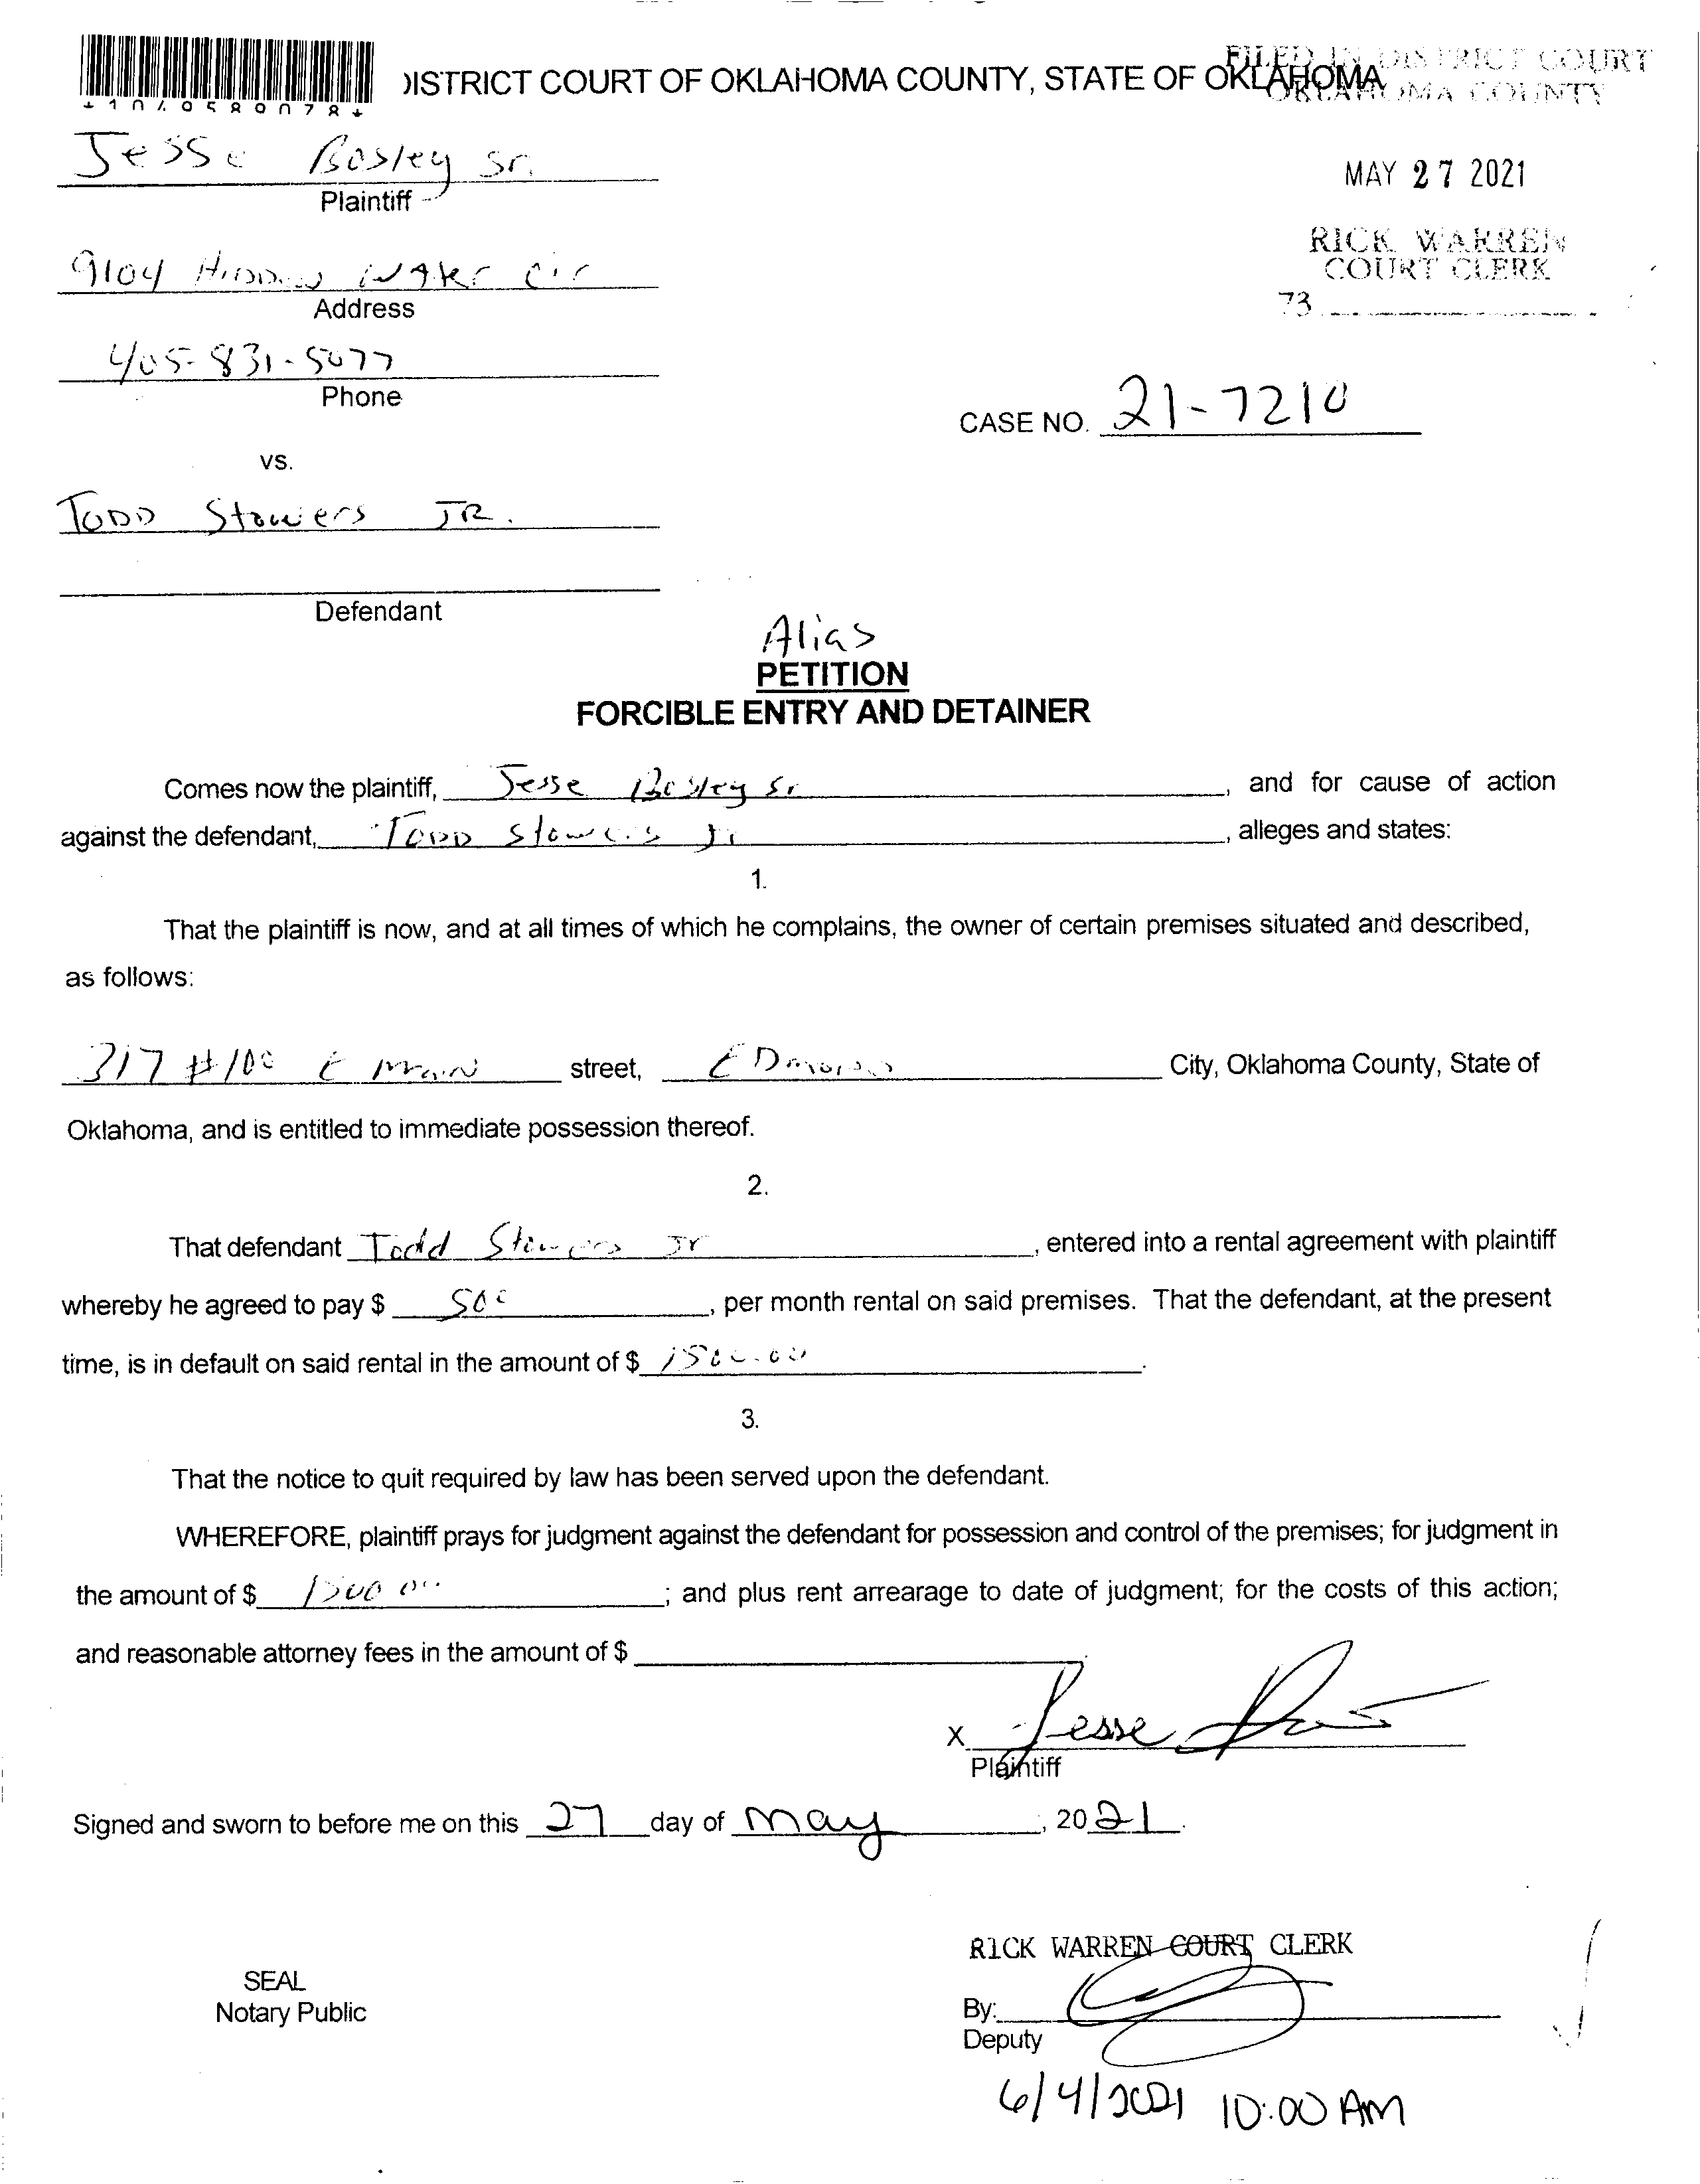 FILED IN DISTRICT COURT
OKLAHOMA COUNTY
DISTRICT COURT OF OKLAHOMA COUNTY, STATE OF OKLAHOMA
Jesse Bosley Sr.
Plaintiff
MAY 27 2021
RICK WARREN
COURT CLERK
73
9104 Hidden Water Cir
Address
405-831-5077
Phone
CASE NO. 21-7210
vs.
TODD Stowers JR.
Defendant
Alias
PETITION
FORCIBLE ENTRY AND DETAINER
Comes now the plaintiff, Jesse Bosley Sr, and for cause of action
against the defendant, TODD Stowers Jr, alleges and states:
1.
That the plaintiff is now, and at all times of which he complains, the owner of certain premises situated and described,
as follows:
317 #100 E Main street, EDmond City, Oklahoma County, State of
Oklahoma, and is entitled to immediate possession thereof.
2.
That defendant Todd Stowers Jr, entered into a rental agreement with plaintiff
whereby he agreed to pay $ 500, per month rental on said premises. That the defendant, at the present
time, is in default on said rental in the amount of $ 1500.00.
3.
That the notice to quit required by law has been served upon the defendant.
WHEREFORE, plaintiff prays for judgment against the defendant for possession and control of the premises; for judgment in
the amount of $ 1500 00; and plus rent arrearage to date of judgment; for the costs of this action;
and reasonable attorney fees in the amount of $
X Jesse
Plaintiff
Signed and sworn to before me on this 27 day of May, 2021.
RICK WARREN COURT CLERK
SEAL
Notary Public
By:
Deputy
6/4/2021 10:00 AM